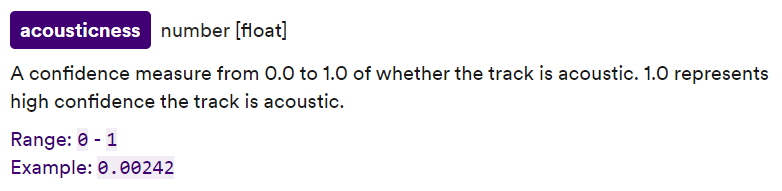 acousticness number [float]
A confidence measure from 0.0 to 1.0 of whether the track is acoustic. 1.0 represents
high confidence the track is acoustic.
Range: 0 - 1
Example: 0.00242